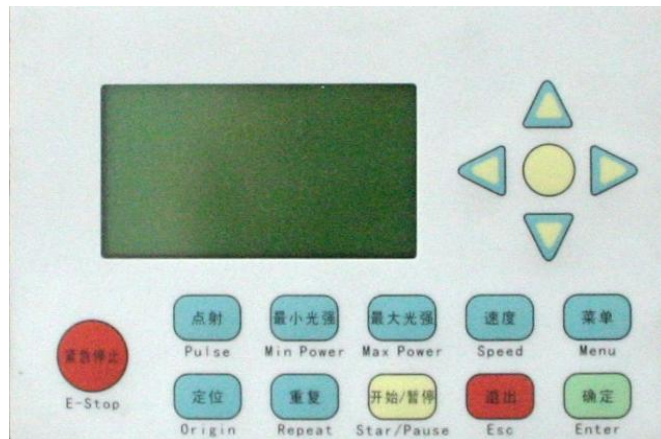 点射
最小光强
最大光强
速度
菜单
Pulse
Min Power
Max Power
Speed
Menu
紧急停止
E-Stop
定位
重复
开始/暂停
退出
确定
Origin
Repeat
Star/Pause
Esc
Enter